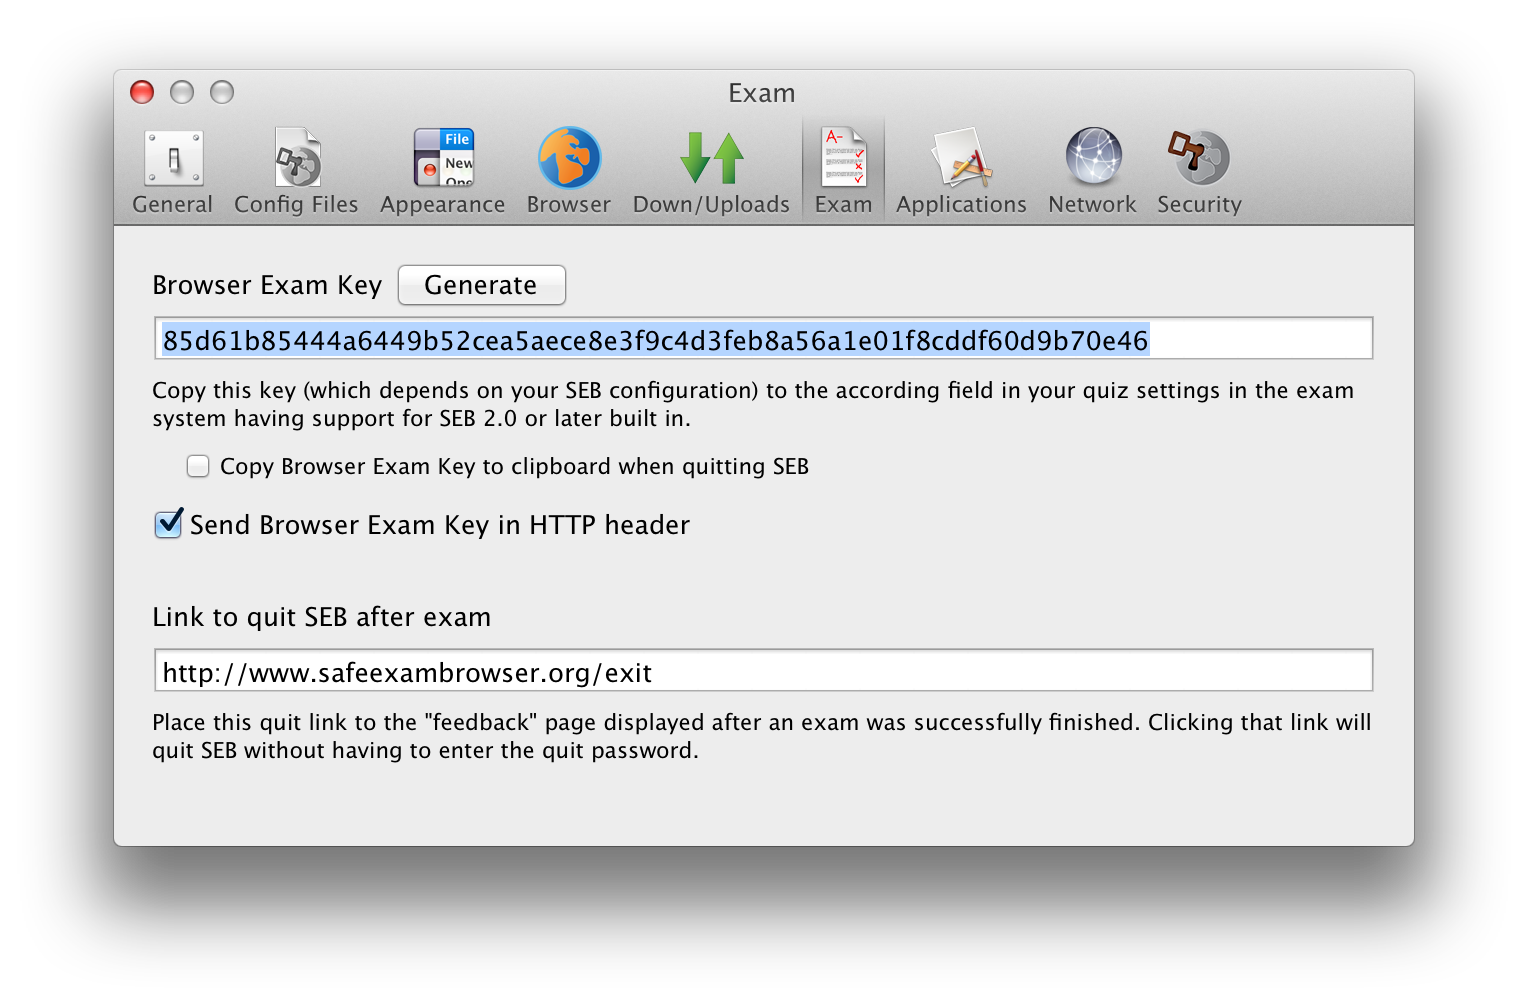 Exam
A-
File
New
General Config Files Appearance Browser Down/Uploads Exam Applications Network Security
Browser Exam Key Generate
85d61b85444a6449b52cea5aece8e3f9c4d3feb8a56a1e01f8cddf60d9b70e46
Copy this key (which depends on your SEB configuration) to the according field in your quiz settings in the exam
system having support for SEB 2.0 or later built in.
Copy Browser Exam Key to clipboard when quitting SEB
Send Browser Exam Key in HTTP header
Link to quit SEB after exam
http://www.safeexambrowser.org/exit
Place this quit link to the "feedback" page displayed after an exam was successfully finished. Clicking that link will
quit SEB without having to enter the quit password.